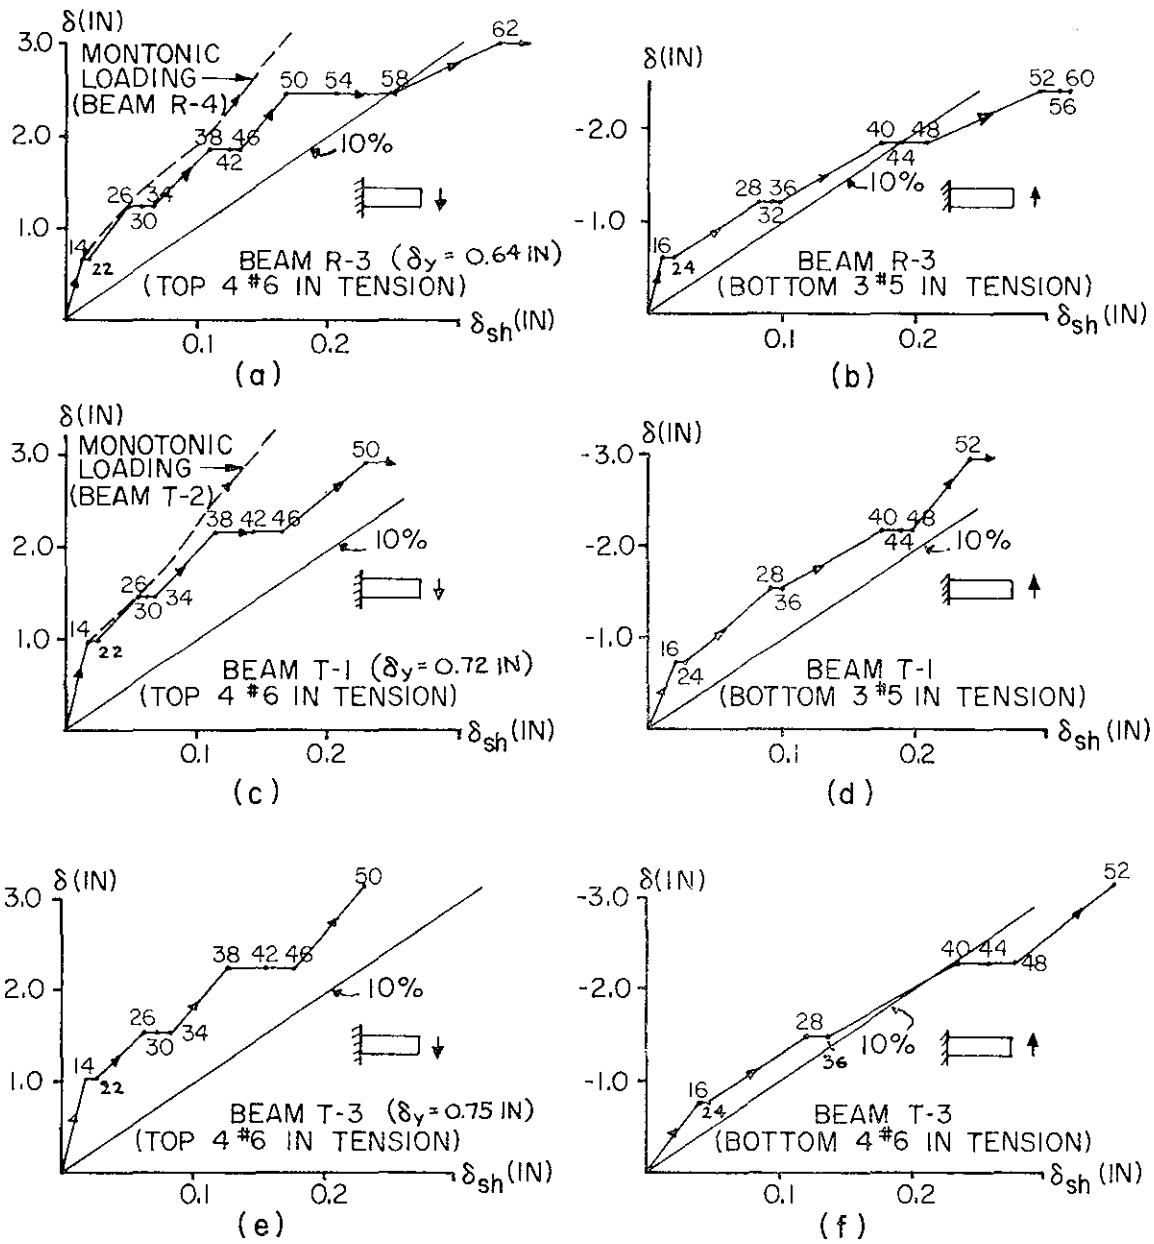 δ(IN)
3.0
2.0
1.0
MONTONIC
LOADING
(BEAM R-4)
14
22
26
30
34
38
42
46
50
54
58
62
10%
BEAM R-3 (δy = 0.64 IN)
(TOP 4 #6 IN TENSION)
0.1
0.2
δsh(IN)
(a)
δ(IN)
-2.0
-1.0
16
24
28
32
36
40
44
48
52
56
60
10%
BEAM R-3
(BOTTOM 3 #5 IN TENSION)
0.1
0.2
δsh(IN)
(b)
δ(IN)
3.0
2.0
1.0
MONOTONIC
LOADING
(BEAM T-2)
14
22
26
30
34
38
42
46
50
10%
BEAM T-1 (δy = 0.72 IN)
(TOP 4 #6 IN TENSION)
0.1
0.2
δsh(IN)
(c)
δ(IN)
-3.0
-2.0
-1.0
16
24
28
36
40
44
48
52
10%
BEAM T-1
(BOTTOM 3 #5 IN TENSION)
0.1
0.2
δsh(IN)
(d)
δ(IN)
3.0
2.0
1.0
14
22
26
30
34
38
42
46
50
10%
BEAM T-3 (δy = 0.75 IN)
(TOP 4 #6 IN TENSION)
0.1
0.2
δsh(IN)
(e)
δ(IN)
-3.0
-2.0
-1.0
16
24
28
36
40
44
48
52
10%
BEAM T-3
(BOTTOM 4 #6 IN TENSION)
0.1
0.2
δsh(IN)
(f)